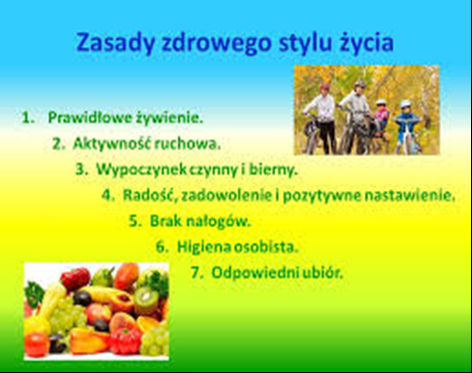 Zasady zdrowego stylu życia
1. Prawidłowe żywienie.
2. Aktywność ruchowa.
3. Wypoczynek czynny i bierny.
4. Radość, zadowolenie i pozytywne nastawienie.
5. Brak nałogów.
6. Higiena osobista.
7. Odpowiedni ubiór.